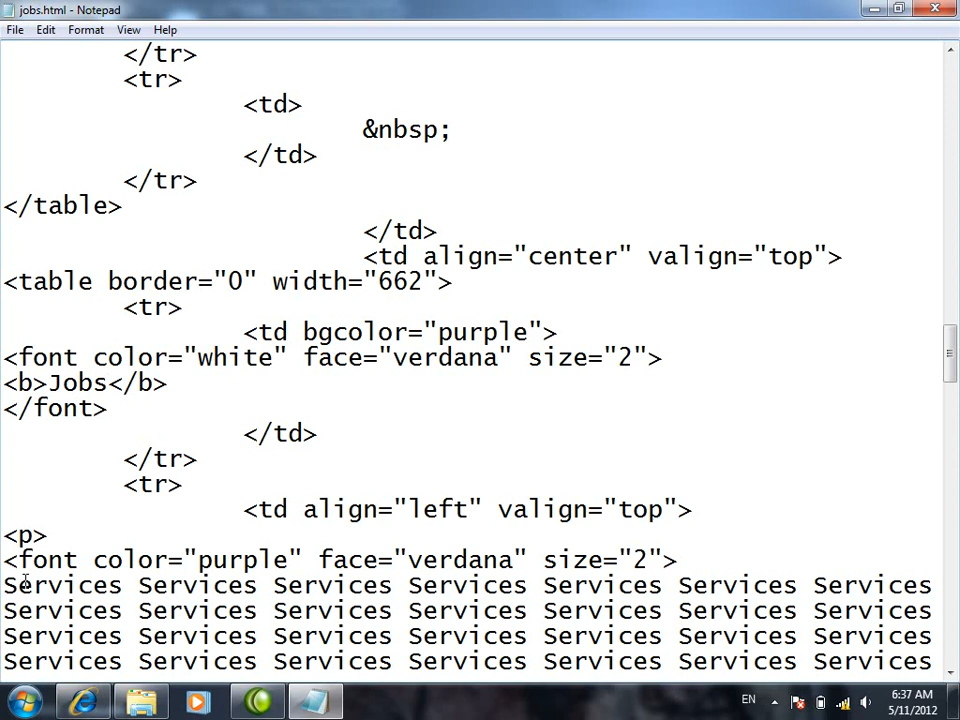 jobs.html - Notepad
File Edit Format View Help
</tr>
<tr>
<td>
&nbsp;
</td>
</tr>
</table>
</td>
<td align="center" valign="top">
<table border="0" width="662">
<tr>
<td bgcolor="purple">
<font color="white" face="verdana" size="2">
<b>Jobs</b>
</font>
</td>
</tr>
<tr>
<td align="left" valign="top">
<p>
<font color="purple" face="verdana" size="2">
Services Services Services Services Services Services Services
Services Services Services Services Services Services Services
Services Services Services Services Services Services Services
Services Services Services Services Services Services Services
EN
6:37 AM
5/11/2012